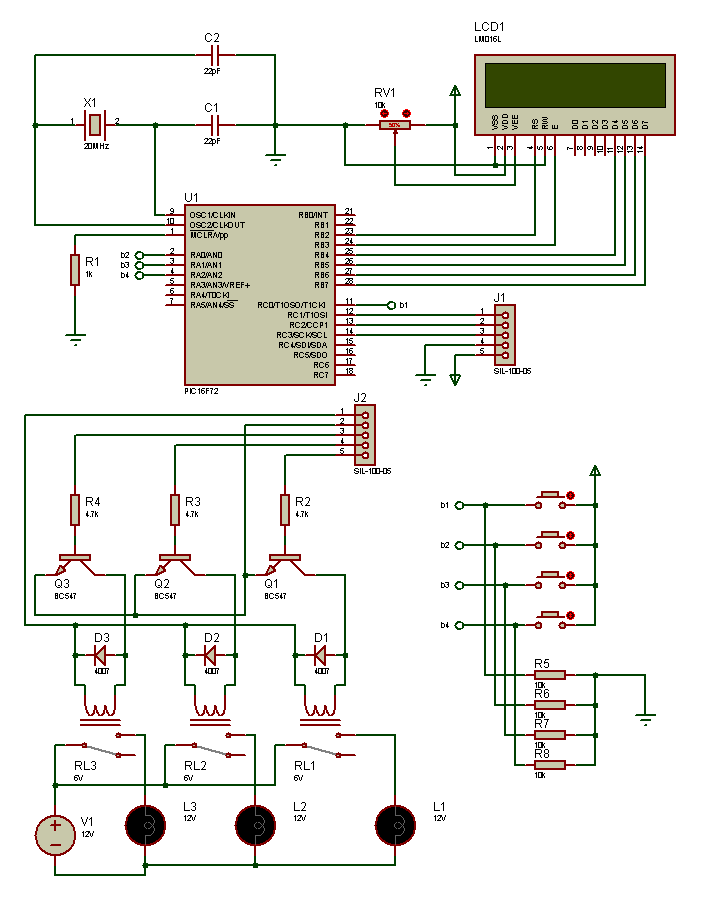 LCD1
LM016L
C2
22pF
X1
1
2
20MHz
C1
22pF
RV1
10k
50%
VSS
VDD
VEE
RS
RW
E
D0
D1
D2
D3
D4
D5
D6
D7
1
2
3
4
5
6
7
8
9
10
11
12
13
14
U1
9 OSC1/CLKIN RB0/INT 21
10 OSC2/CLKOUT RB1 22
1 MCLR/Vpp RB2 23
RB3 24
b2 2 RA0/AN0 RB4 25
b3 3 RA1/AN1 RB5 26
b4 4 RA2/AN2 RB6 27
5 RA3/AN3/VREF+ RB7 28
6 RA4/T0CKI
7 RA5/AN4/SS RC0/T1OSO/T1CKI 11 b1
RC1/T1OSI 12
RC2/CCP1 13
RC3/SCK/SCL 14
RC4/SDI/SDA 15
RC5/SDO 16
RC6 17
RC7 18
PIC16F72
R1
1k
J1
1
2
3
4
5
SIL-100-05
J2
1
2
3
4
5
SIL-100-05
R4
4.7k
R3
4.7k
R2
4.7k
Q3
BC547
Q2
BC547
Q1
BC547
b1
b2
b3
b4
D3
4007
D2
4007
D1
4007
R5
10k
R6
10k
R7
10k
R8
10k
RL3
6V
RL2
6V
RL1
6V
V1
12V
L3
12V
L2
12V
L1
12V